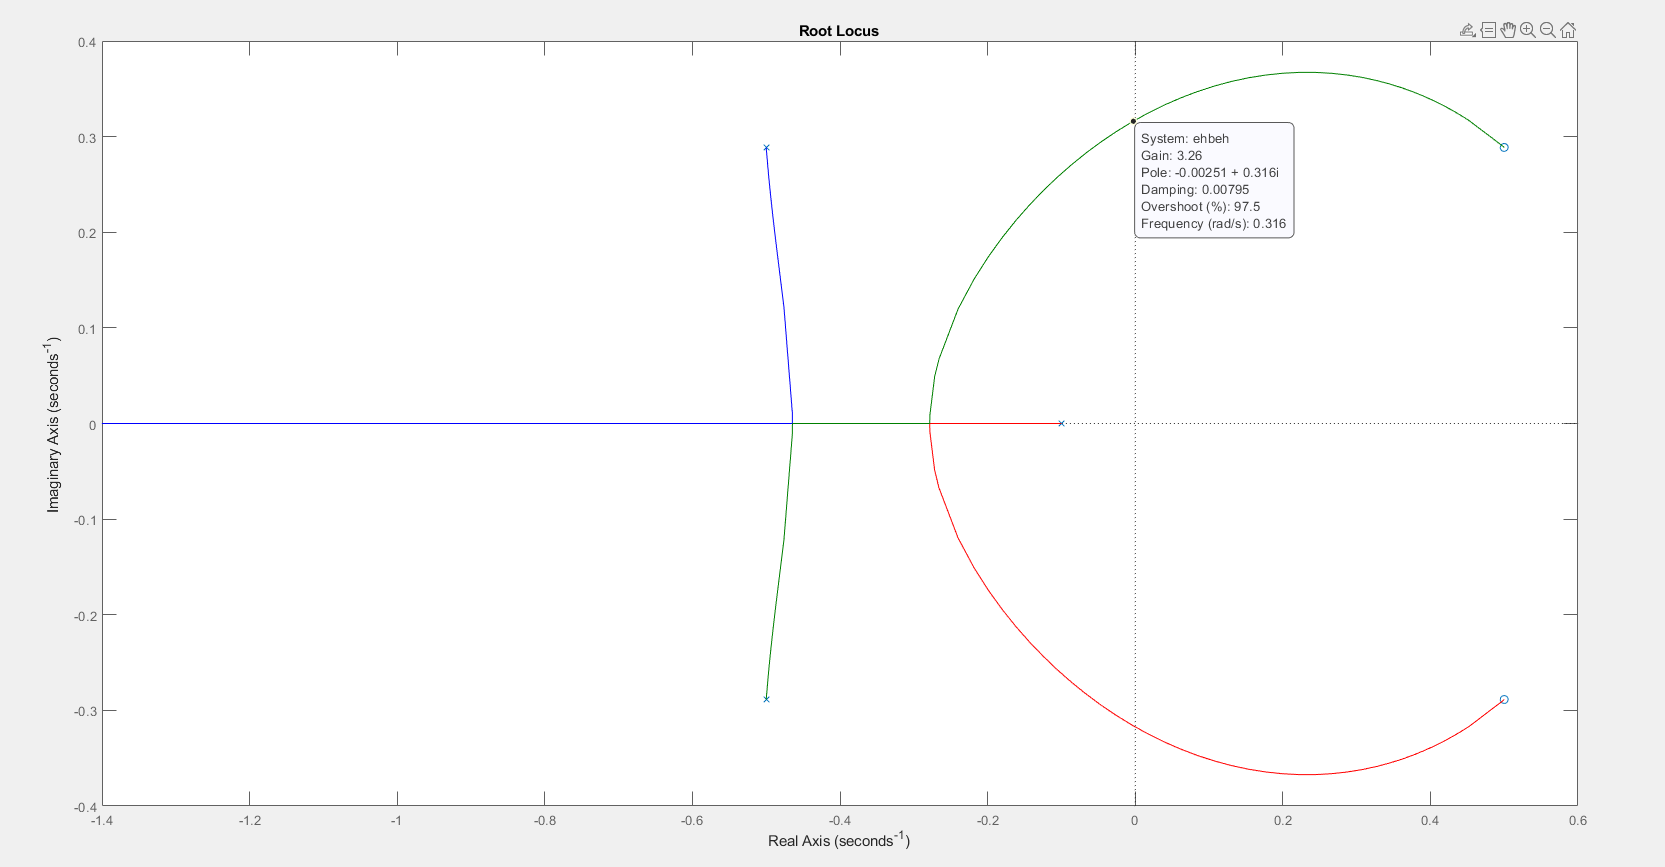 Root Locus
0.4
0.3
0.2
0.1
0
-0.1
-0.2
-0.3
-0.4
Imaginary Axis (seconds-1)
System: ehbeh
Gain: 3.26
Pole: -0.00251 + 0.316i
Damping: 0.00795
Overshoot (%): 97.5
Frequency (rad/s): 0.316
-1.4 -1.2 -1 -0.8 -0.6 -0.4 -0.2 0 0.2 0.4 0.6
Real Axis (seconds-1)